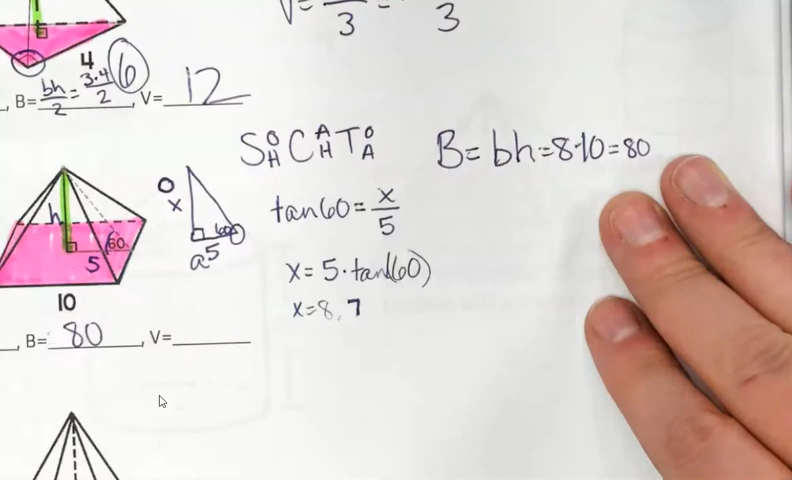 V= /3 = /3
4
, B= bh/2 = 3·4/2 6 , V= 12
S O/H C A/H T O/A
B= bh=8·10=80
O
x
60
a 5
h
60
5
10
tan60= x/5
x= 5·tan(60)
x=8.7
, B= 80 , V=